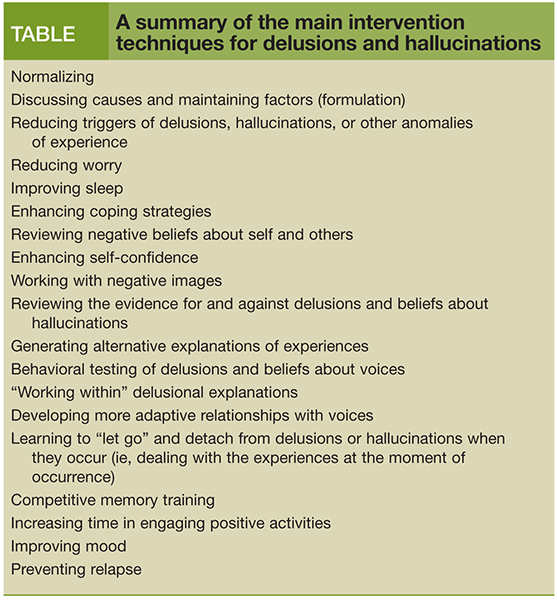 TABLE
A summary of the main intervention
techniques for delusions and hallucinations
Normalizing
Discussing causes and maintaining factors (formulation)
Reducing triggers of delusions, hallucinations, or other anomalies
of experience
Reducing worry
Improving sleep
Enhancing coping strategies
Reviewing negative beliefs about self and others
Enhancing self-confidence
Working with negative images
Reviewing the evidence for and against delusions and beliefs about
hallucinations
Generating alternative explanations of experiences
Behavioral testing of delusions and beliefs about voices
“Working within” delusional explanations
Developing more adaptive relationships with voices
Learning to “let go” and detach from delusions or hallucinations when
they occur (ie, dealing with the experiences at the moment of
occurrence)
Competitive memory training
Increasing time in engaging positive activities
Improving mood
Preventing relapse